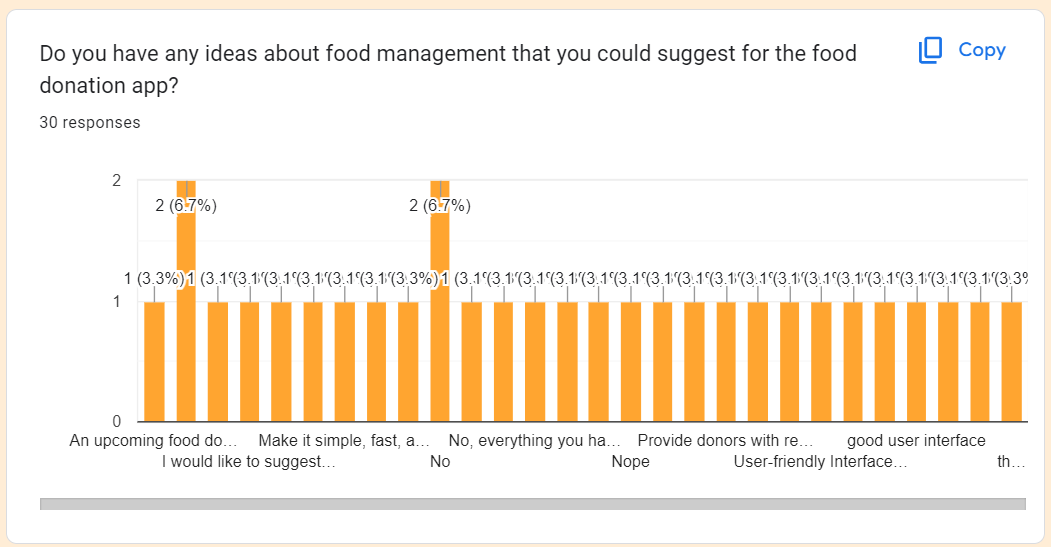 Do you have any ideas about food management that you could suggest for the food
donation app?
Copy
30 responses
2
2 (6.7%) 2 (6.7%)
1 (3.3%) 1 (3.3%)
1
0
An upcoming food do… Make it simple, fast, a… No, everything you ha… Provide donors with re… good user interface
I would like to suggest… No Nope User-friendly Interface… th…